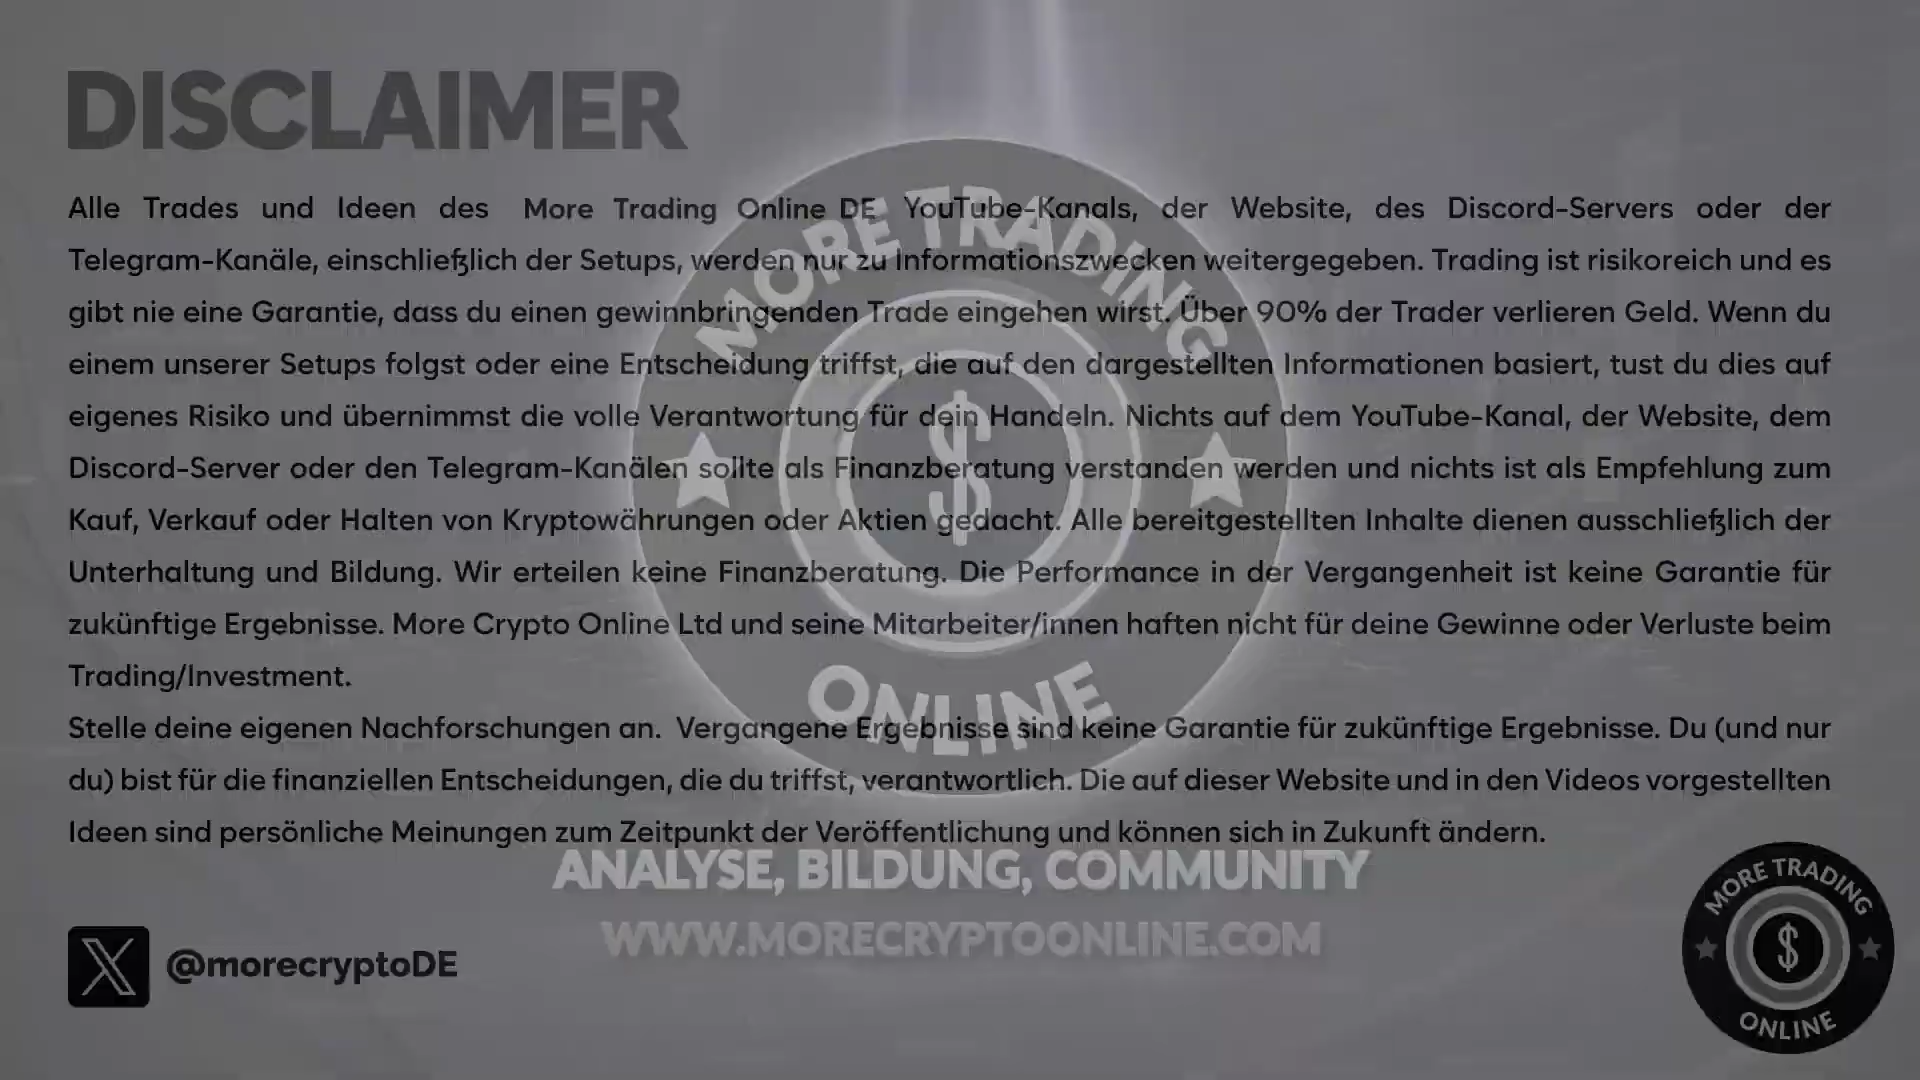 DISCLAIMER
Alle Trades und Ideen des More Trading Online DE YouTube-Kanals, der Website, des Discord-Servers oder der
Telegram-Kanäle, einschließlich der Setups, werden nur zu Informationszwecken weitergegeben. Trading ist risikoreich und es
gibt nie eine Garantie, dass du einen gewinnbringenden Trade eingehen wirst. Über 90% der Trader verlieren Geld. Wenn du
einem unserer Setups folgst oder eine Entscheidung triffst, die auf den dargestellten Informationen basiert, tust du dies auf
eigenes Risiko und übernimmst die volle Verantwortung für dein Handeln. Nichts auf dem YouTube-Kanal, der Website, dem
Discord-Server oder den Telegram-Kanälen sollte als Finanzberatung verstanden werden und nichts ist als Empfehlung zum
Kauf, Verkauf oder Halten von Kryptowährungen oder Aktien gedacht. Alle bereitgestellten Inhalte dienen ausschließlich der
Unterhaltung und Bildung. Wir erteilen keine Finanzberatung. Die Performance in der Vergangenheit ist keine Garantie für
zukünftige Ergebnisse. More Crypto Online Ltd und seine Mitarbeiter/innen haften nicht für deine Gewinne oder Verluste beim
Trading/Investment.
Stelle deine eigenen Nachforschungen an. Vergangene Ergebnisse sind keine Garantie für zukünftige Ergebnisse. Du (und nur
du) bist für die finanziellen Entscheidungen, die du triffst, verantwortlich. Die auf dieser Website und in den Videos vorgestellten
Ideen sind persönliche Meinungen zum Zeitpunkt der Veröffentlichung und können sich in Zukunft ändern.
MORE TRADING
$
ONLINE
ANALYSE, BILDUNG, COMMUNITY
WWW.MORECRYPTOONLINE.COM
@morecryptoDE
MORE TRADING
$
ONLINE